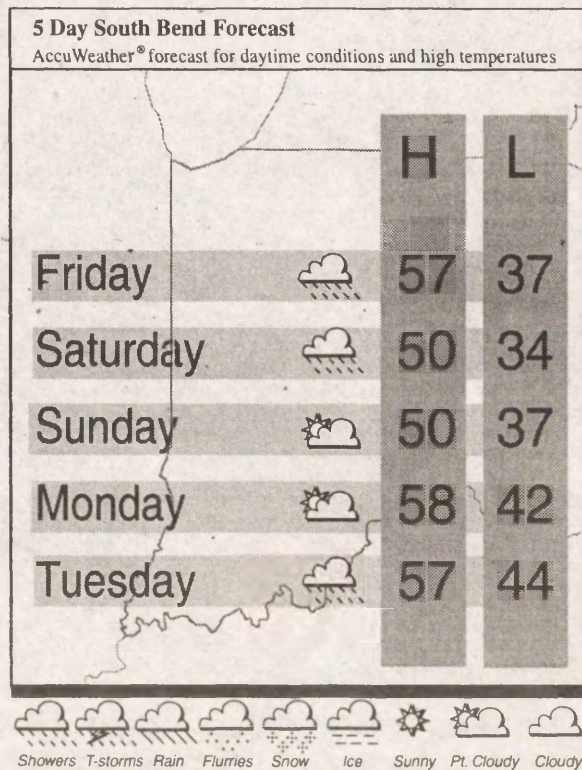 5 Day South Bend Forecast
AccuWeather® forecast for daytime conditions and high temperatures
H L
Friday 57 37
Saturday 50 34
Sunday 50 37
Monday 58 42
Tuesday 57 44
Showers T-storms Rain Flurries Snow Ice Sunny Pt. Cloudy Cloudy